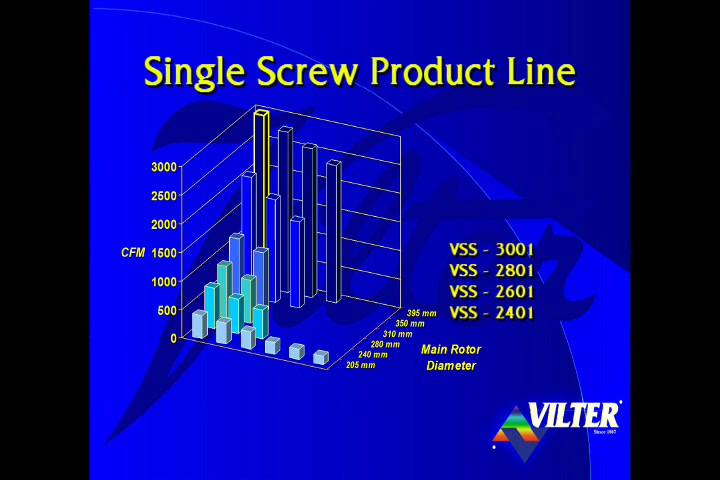 Single Screw Product Line
3000
2500
2000
CFM 1500
1000
500
0
395 mm
350 mm
310 mm
280 mm
240 mm
205 mm
Main Rotor
Diameter
VSS - 3001
VSS - 2801
VSS - 2601
VSS - 2401
VILTER
Since 1867
Vilter